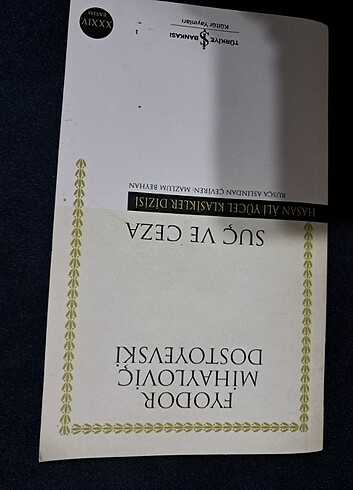 FYODOR
MİHAYLOVİÇ
DOSTOYEVSKİ
SUÇ VE CEZA
HASAN ÂLİ YÜCEL KLASİKLER DİZİSİ
RUSÇA ASLINDAN ÇEVİREN: MAZLUM BEYHAN
TÜRKİYE BANKASI
Kültür Yayınları
XXXIV
BASIM